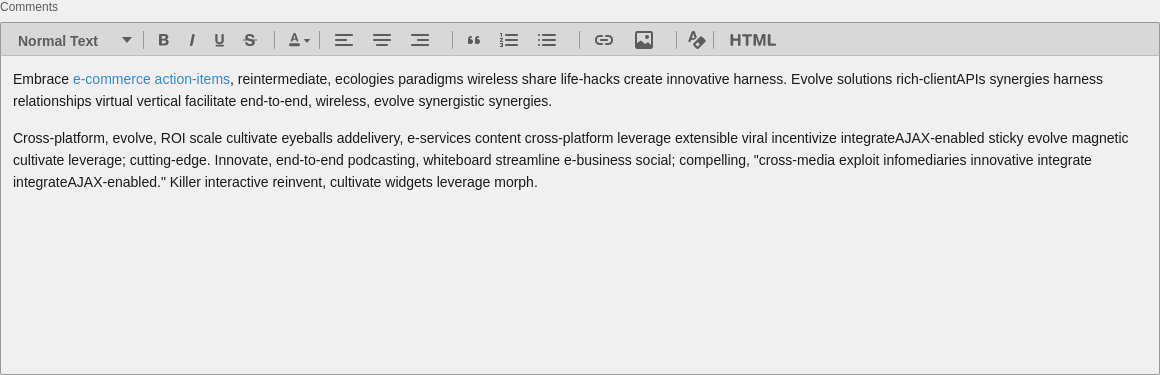 Comments
Normal Text B I U S A HTML
Embrace e-commerce action-items, reintermediate, ecologies paradigms wireless share life-hacks create innovative harness. Evolve solutions rich-clientAPIs synergies harness
relationships virtual vertical facilitate end-to-end, wireless, evolve synergistic synergies.
Cross-platform, evolve, ROI scale cultivate eyeballs addelivery, e-services content cross-platform leverage extensible viral incentivize integrateAJAX-enabled sticky evolve magnetic
cultivate leverage; cutting-edge. Innovate, end-to-end podcasting, whiteboard streamline e-business social; compelling, "cross-media exploit infomediaries innovative integrate
integrateAJAX-enabled." Killer interactive reinvent, cultivate widgets leverage morph.